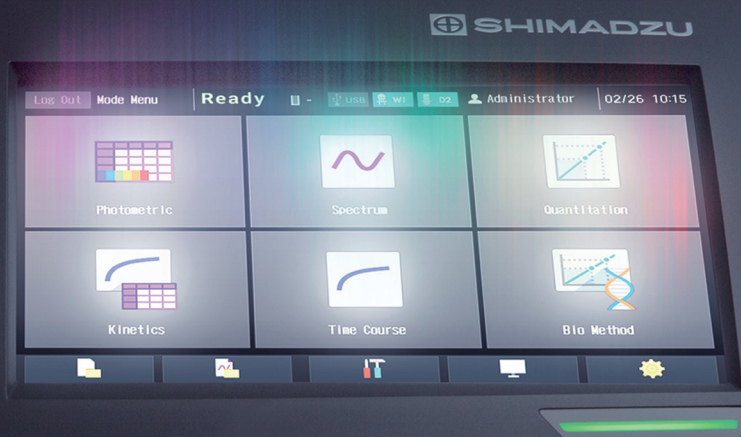 SHIMADZU
Log Out Mode Menu Ready - USB WI D2 Administrator 02/26 10:15
Photometric Spectrum Quantitation
Kinetics Time Course Bio Method